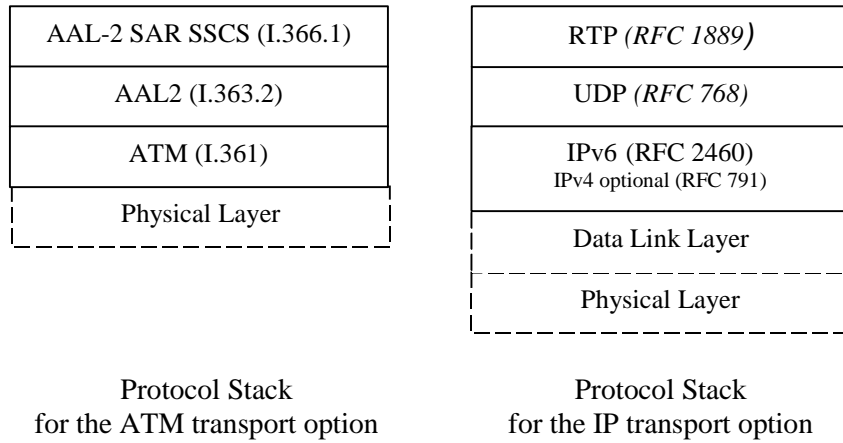 AAL-2 SAR SSCS (I.366.1)
AAL2 (I.363.2)
ATM (I.361)
Physical Layer
Protocol Stack
for the ATM transport option
RTP (RFC 1889)
UDP (RFC 768)
IPv6 (RFC 2460)
IPv4 optional (RFC 791)
Data Link Layer
Physical Layer
Protocol Stack
for the IP transport option